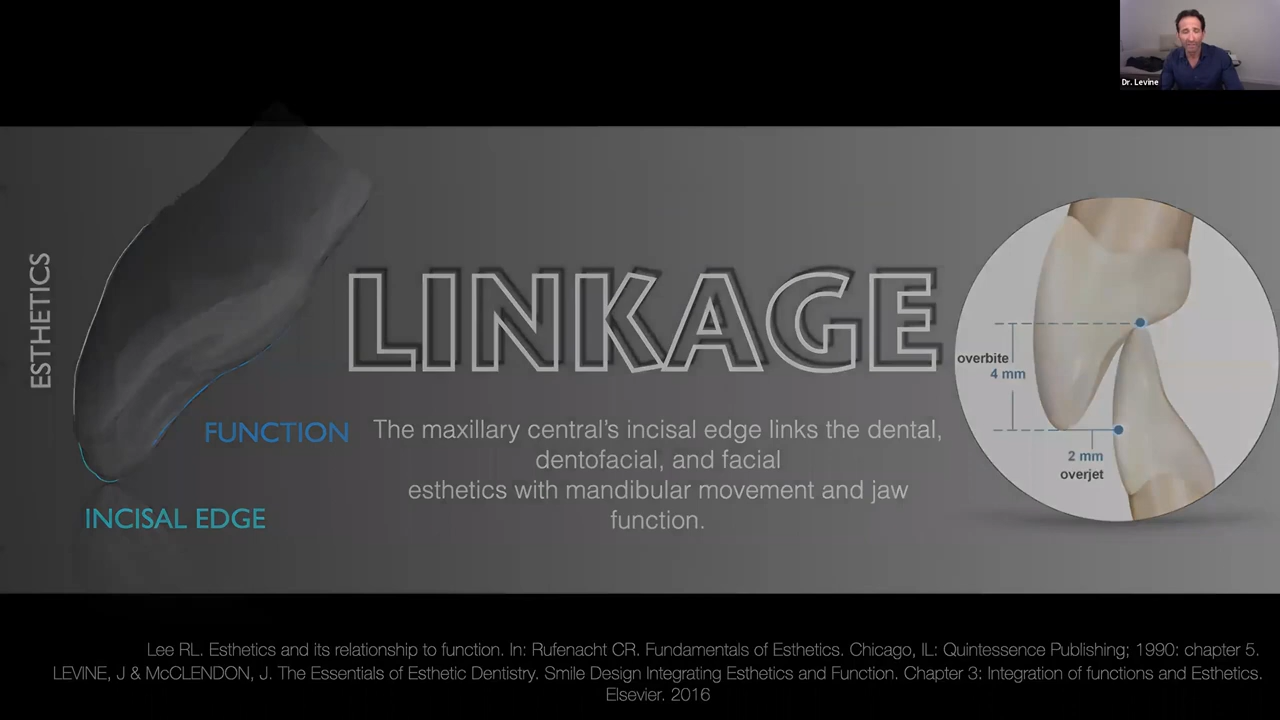 Dr. Levine
ESTHETICS
LINKAGE
FUNCTION
INCISAL EDGE
The maxillary central's incisal edge links the dental,
dentofacial, and facial
esthetics with mandibular movement and jaw
function.
overbite
4 mm
2 mm
overjet
Lee RL. Esthetics and its relationship to function. In: Rufenacht CR. Fundamentals of Esthetics. Chicago, IL: Quintessence Publishing; 1990: chapter 5.
LEVINE, J & McCLENDON, J. The Essentials of Esthetic Dentistry. Smile Design Integrating Esthetics and Function. Chapter 3: Integration of functions and Esthetics.
Elsevier. 2016